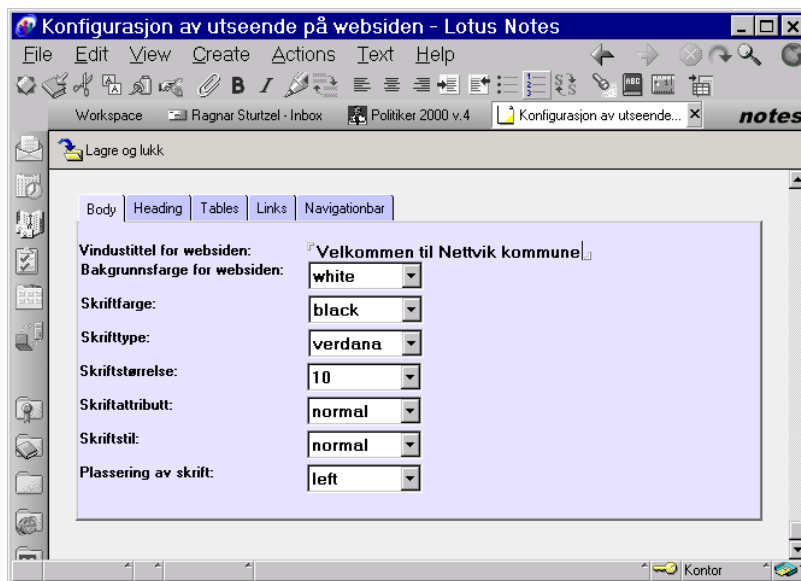 Konfigurasjon av utseende på websiden - Lotus Notes
File Edit View Create Actions Text Help
B I
ABC
Workspace Ragnar Sturtzel - Inbox Politiker 2000 v.4 Konfigurasjon av utseende... notes
Lagre og lukk
Body Heading Tables Links Navigationbar
Vindustittel for websiden: Velkommen til Nettvik kommune
Bakgrunnsfarge for websiden: white
Skriftfarge: black
Skrifttype: verdana
Skriftstørrelse: 10
Skriftattributt: normal
Skriftstil: normal
Plassering av skrift: left
Kontor